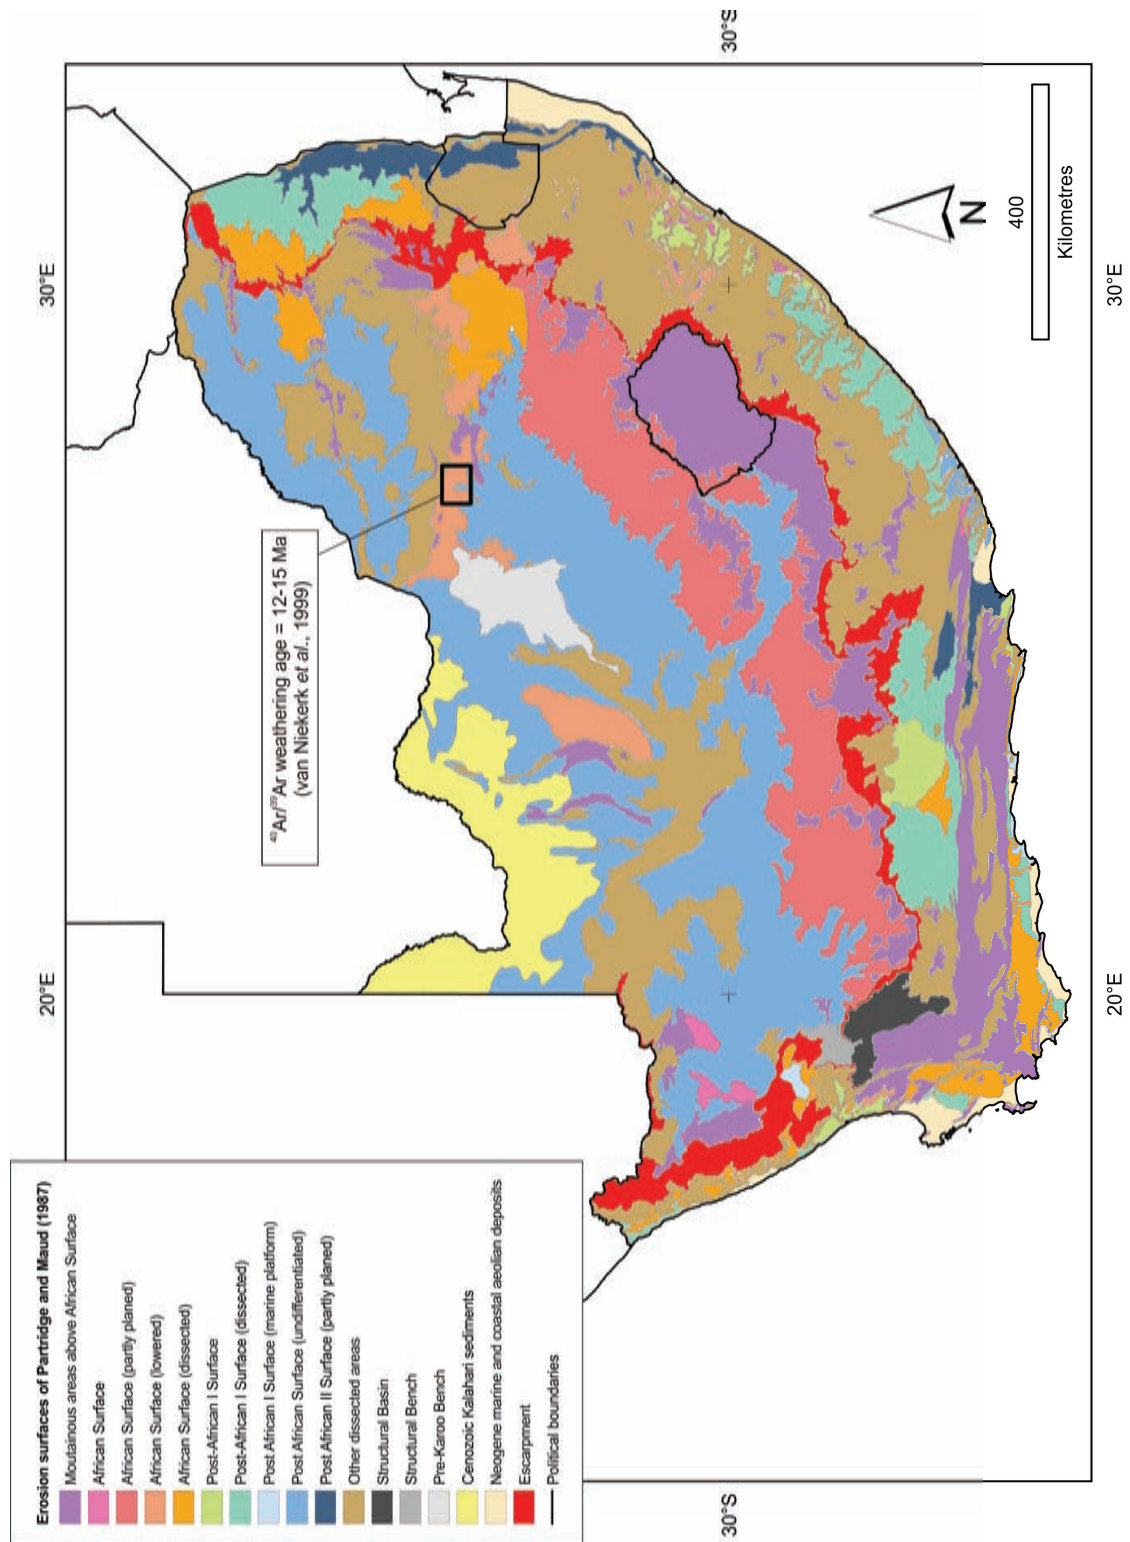 Erosion surfaces of Partridge and Maud (1987)
Moutainous areas above African Surface
African Surface
African Surface (partly planed)
African Surface (lowered)
African Surface (dissected)
Post-African I Surface
Post-African I Surface (dissected)
Post African I Surface (marine platform)
Post African Surface (undifferentiated)
Post African II Surface (partly planed)
Other dissected areas
Structural Basin
Structural Bench
Pre-Karoo Bench
Cenozoic Kalahari sediments
Neogene marine and coastal aeolian deposits
Escarpment
Political boundaries
20°E
30°E
⁴⁰Ar/³⁹Ar weathering age = 12-15 Ma
(van Niekerk et al., 1999)
30°S
30°S
N
400
Kilometres
20°E
30°E